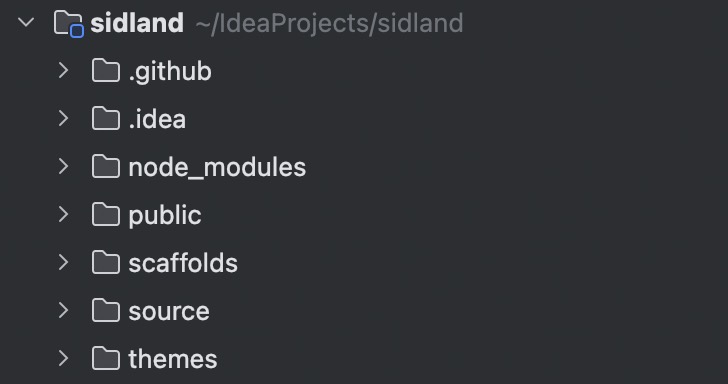 sidland ~/IdeaProjects/sidland
.github
.idea
node_modules
public
scaffolds
source
themes